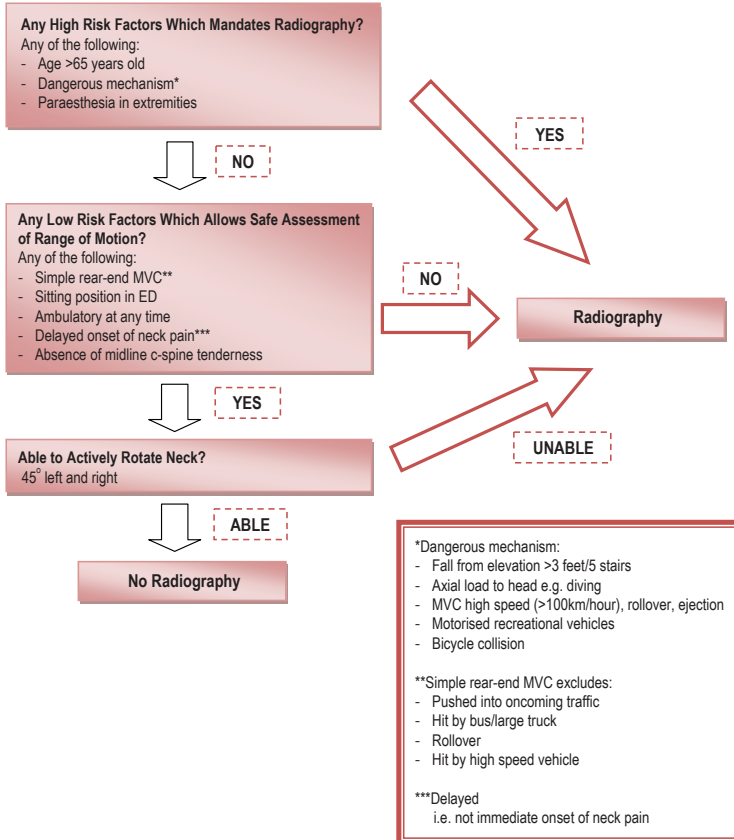 Any High Risk Factors Which Mandates Radiography?
Any of the following:
- Age >65 years old
- Dangerous mechanism*
- Paraesthesia in extremities
YES
NO
Any Low Risk Factors Which Allows Safe Assessment
of Range of Motion?
Any of the following:
- Simple rear-end MVC**
- Sitting position in ED
- Ambulatory at any time
- Delayed onset of neck pain***
- Absence of midline c-spine tenderness
NO
Radiography
YES
Able to Actively Rotate Neck?
45° left and right
UNABLE
ABLE
No Radiography
*Dangerous mechanism:
- Fall from elevation >3 feet/5 stairs
- Axial load to head e.g. diving
- MVC high speed (>100km/hour), rollover, ejection
- Motorised recreational vehicles
- Bicycle collision
**Simple rear-end MVC excludes:
- Pushed into oncoming traffic
- Hit by bus/large truck
- Rollover
- Hit by high speed vehicle
***Delayed
i.e. not immediate onset of neck pain